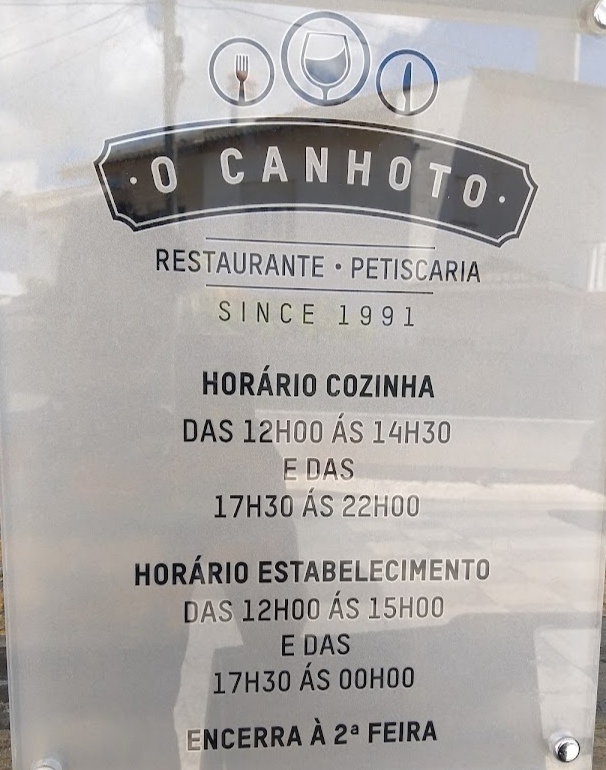 · O CANHOTO ·
RESTAURANTE • PETISCARIA
SINCE 1991
HORÁRIO COZINHA
DAS 12H00 ÁS 14H30
E DAS
17H30 ÁS 22H00
HORÁRIO ESTABELECIMENTO
DAS 12H00 ÁS 15H00
E DAS
17H30 ÁS 00H00
ENCERRA À 2ª FEIRA